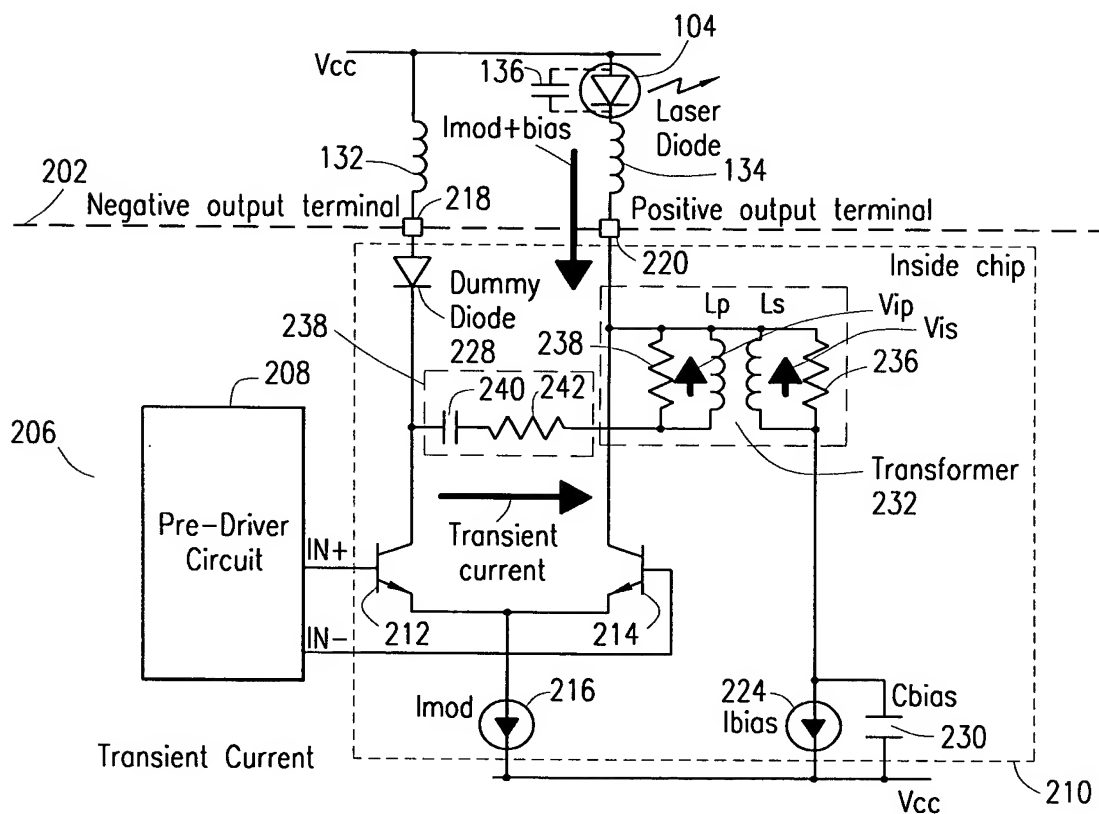 104
Vcc
136
Laser
Diode
Imod+bias
132
134
202
Negative output terminal
218
Positive output terminal
220
Inside chip
Dummy
Diode
228
Lp
Ls
Vip
Vis
238
238
236
208
240
242
206
Transformer
232
Pre-Driver
Circuit
IN+
Transient
current
212
214
IN-
Imod
216
224
Ibias
Cbias
230
Transient Current
Vcc
210